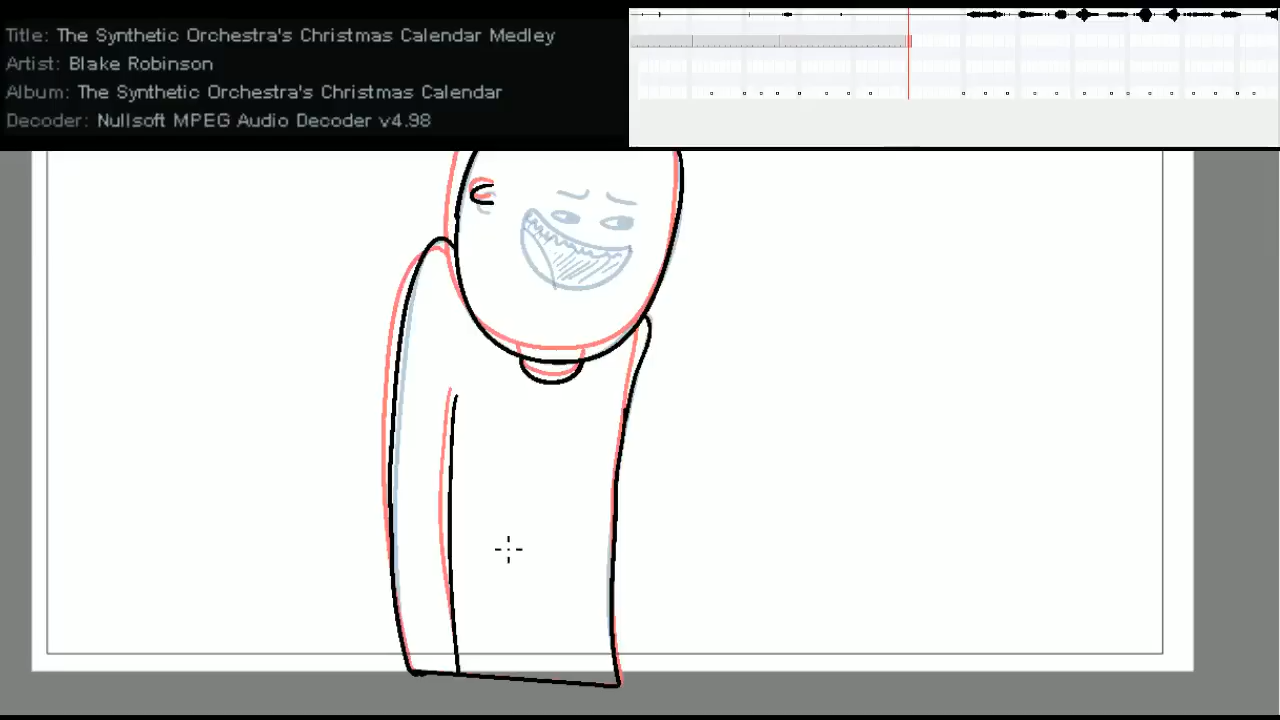 Title: The Synthetic Orchestra's Christmas Calendar Medley
Artist: Blake Robinson
Album: The Synthetic Orchestra's Christmas Calendar
Decoder: Nullsoft MPEG Audio Decoder v4.98